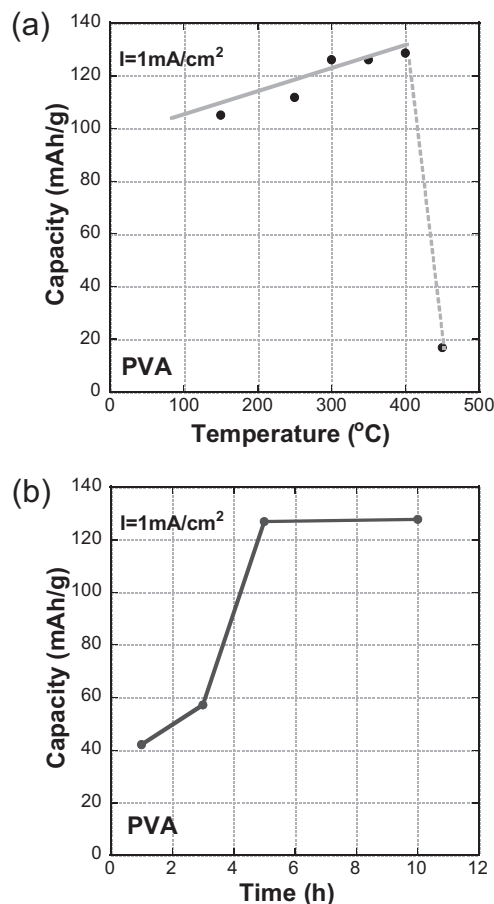 (a)
140
I=1mA/cm²
120
100
80
60
40
20
0
Capacity (mAh/g)
PVA
0 100 200 300 400 500
Temperature (°C)
(b)
140
I=1mA/cm²
120
100
80
60
40
20
0
Capacity (mAh/g)
PVA
0 2 4 6 8 10 12
Time (h)